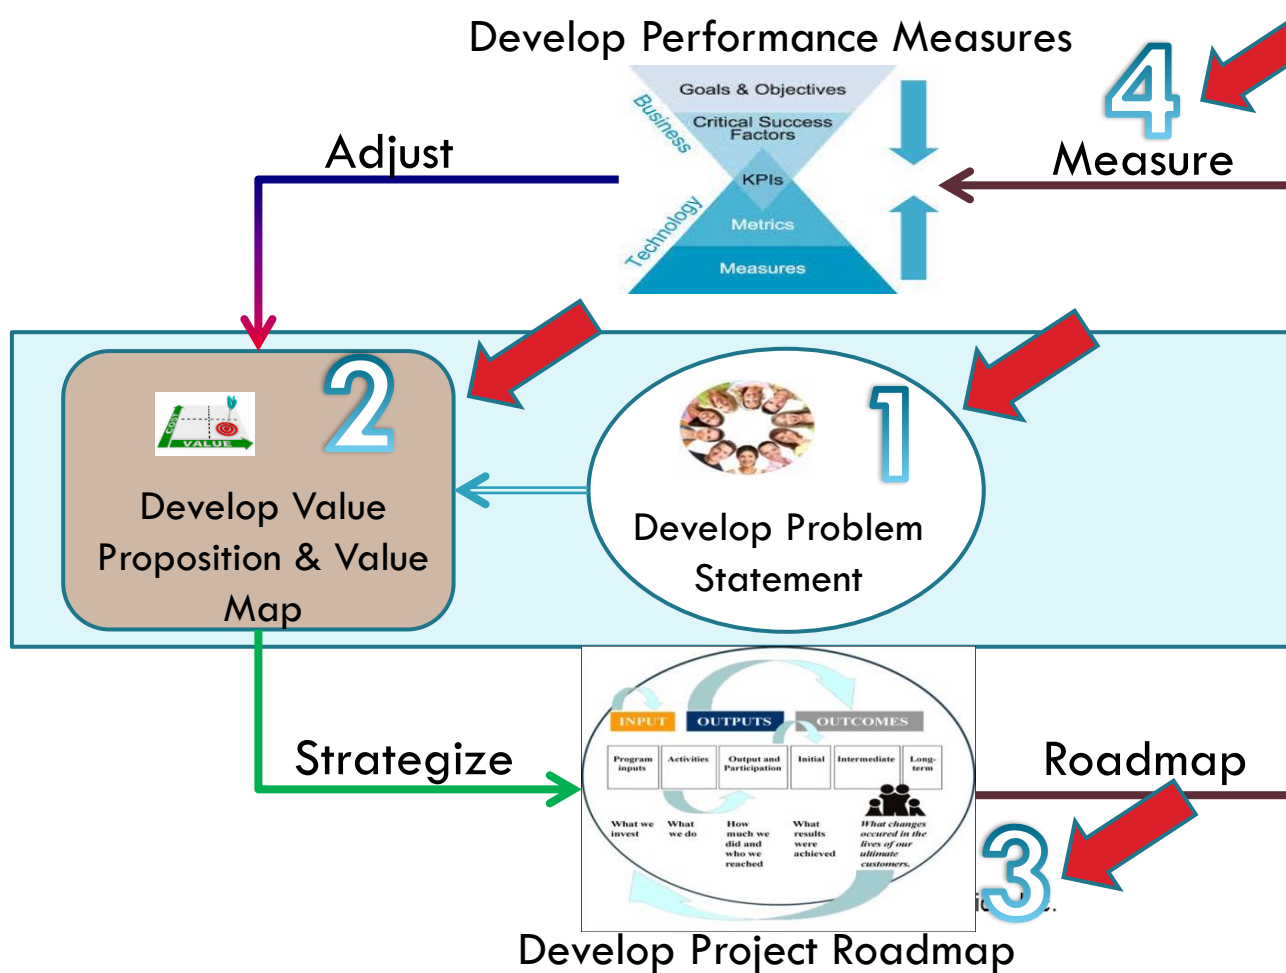 Develop Performance Measures
4
Goals & Objectives
Business
Critical Success
Factors
Adjust
Measure
KPIs
Technology
Metrics
Measures
2
1
COST
VALUE
Develop Value
Proposition & Value
Map
Develop Problem
Statement
INPUT
OUTPUTS
OUTCOMES
Strategize
Roadmap
Program
inputs
Activities
Output and
Participation
Initial
Intermediate
Long-
term
What we
invest
What
we do
How
much we
did and
who we
reached
What
results
were
achieved
What changes
occured in the
lives of our
ultimate
customers.
3
Develop Project Roadmap